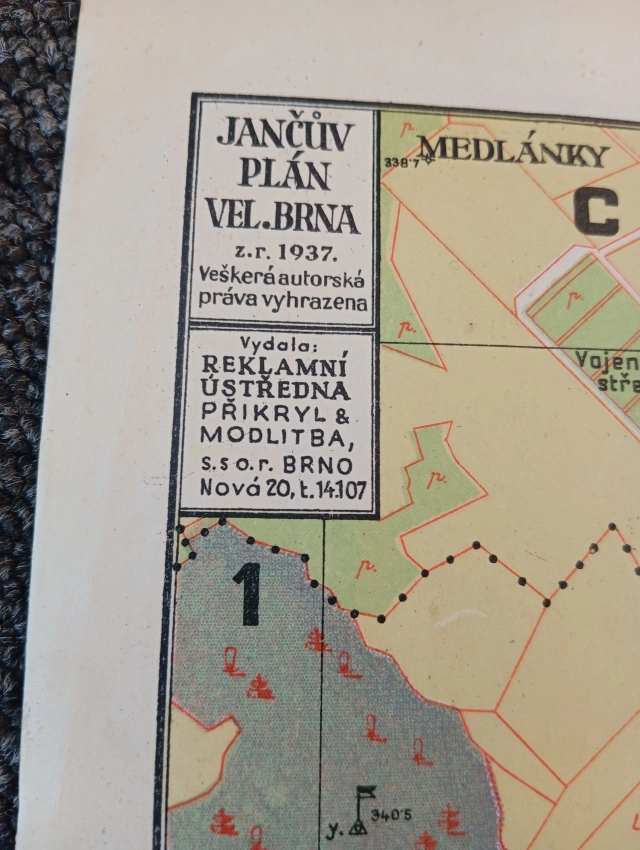 JANČŮV
PLÁN
VEL. BRNA
z.r. 1937.
Veškerá autorská
práva vyhrazena
Vydala:
REKLAMNÍ
ÚSTŘEDNA
PŘIKRYL &
MODLITBA,
s.s o.r. BRNO
Nová 20, t. 14.107
p.
MEDLÁNKY
338·7
C
p.
p.
Vojen
stře
p.
p.
1
y.
340·5